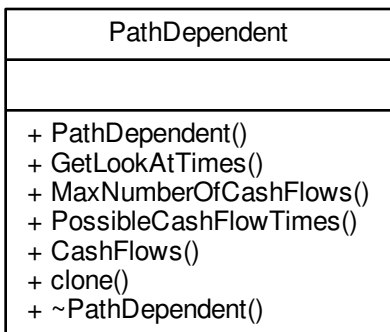 PathDependent
+ PathDependent()
+ GetLookAtTimes()
+ MaxNumberOfCashFlows()
+ PossibleCashFlowTimes()
+ CashFlows()
+ clone()
+ ~PathDependent()